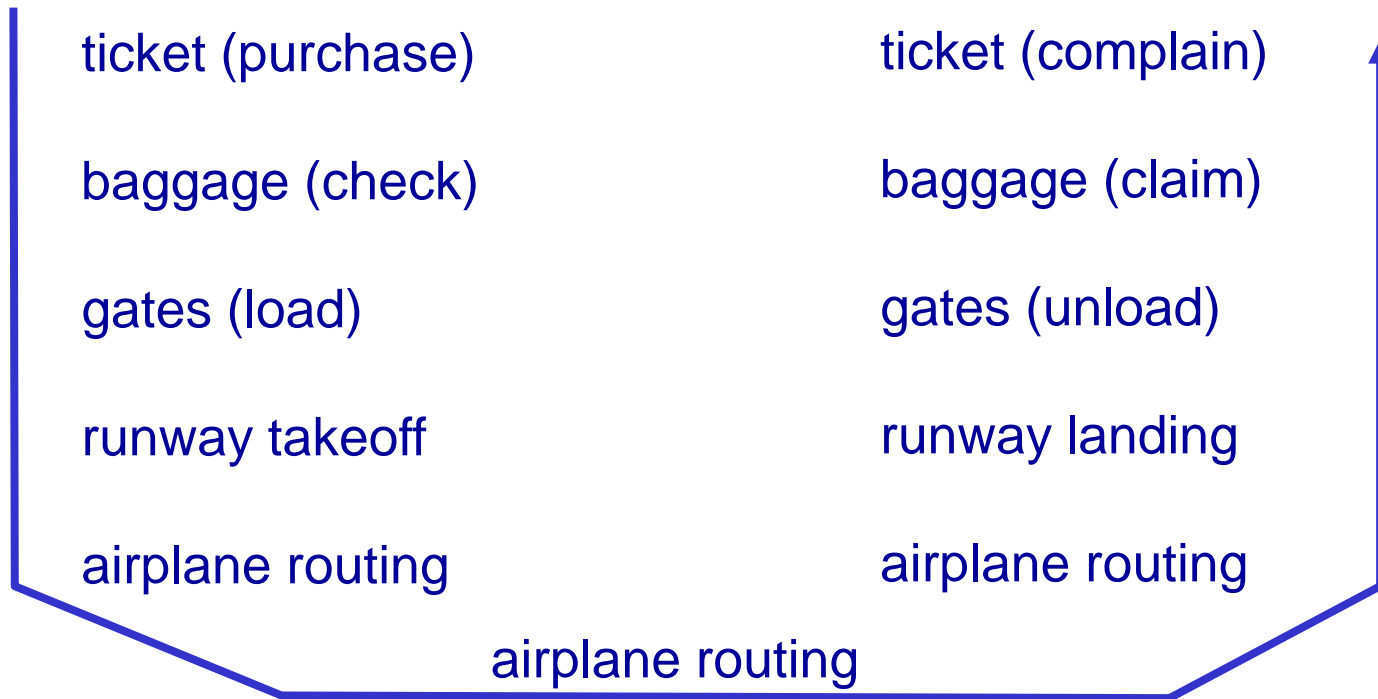 ticket (purchase)
baggage (check)
gates (load)
runway takeoff
airplane routing
ticket (complain)
baggage (claim)
gates (unload)
runway landing
airplane routing
airplane routing